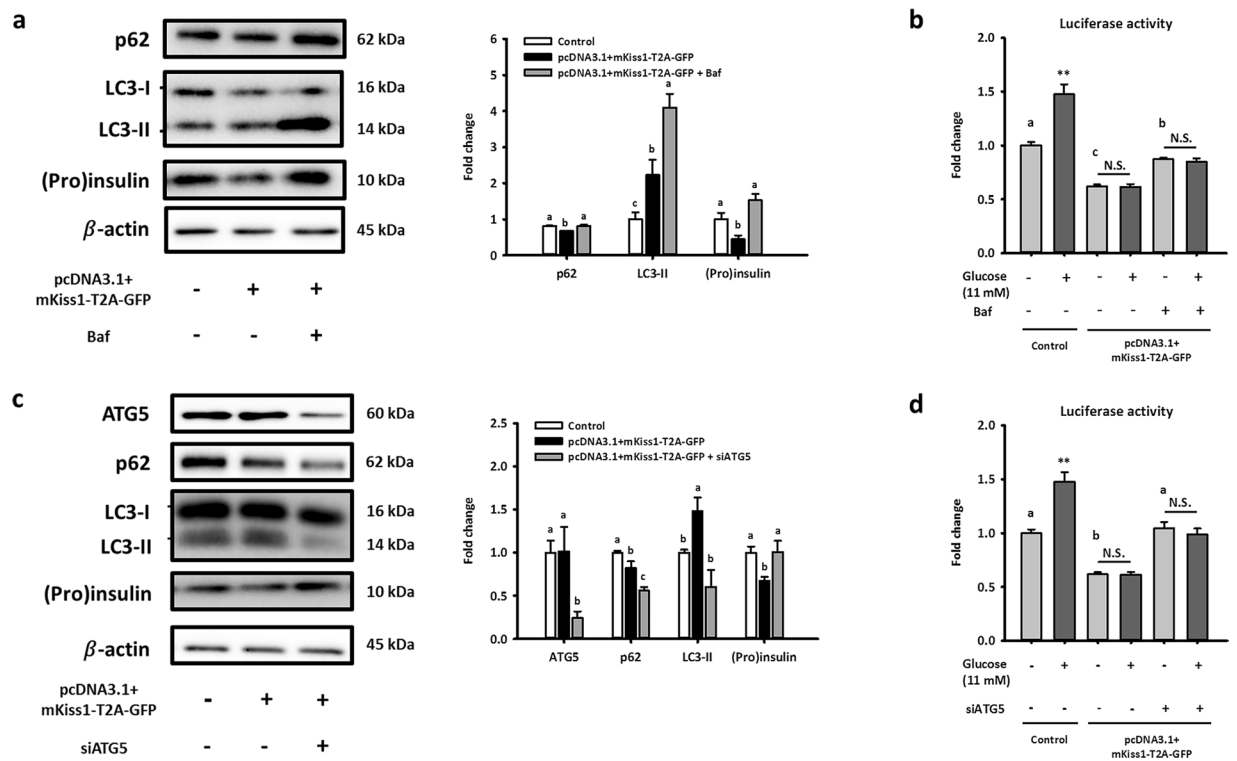 a
p62
62 kDa
LC3-I
16 kDa
LC3-II
14 kDa
(Pro)insulin
10 kDa
β-actin
45 kDa
pcDNA3.1+
mKiss1-T2A-GFP
- + +
Baf
- - +
Control
pcDNA3.1+mKiss1-T2A-GFP
pcDNA3.1+mKiss1-T2A-GFP + Baf
Fold change
6
5
4
3
2
1
0
a b a
c b a
a b a
p62 LC3-II (Pro)insulin
b
Luciferase activity
Fold change
2.0
1.5
1.0
0.5
0.0
a
**
c
N.S.
b
N.S.
Glucose
(11 mM)
- + - + - +
Baf
- - - - + +
Control
pcDNA3.1+
mKiss1-T2A-GFP
c
ATG5
60 kDa
p62
62 kDa
LC3-I
16 kDa
LC3-II
14 kDa
(Pro)insulin
10 kDa
β-actin
45 kDa
pcDNA3.1+
mKiss1-T2A-GFP
- + +
siATG5
- - +
Control
pcDNA3.1+mKiss1-T2A-GFP
pcDNA3.1+mKiss1-T2A-GFP + siATG5
Fold change
2.5
2.0
1.5
1.0
0.5
0.0
a a b
a b c
b a b
a b a
ATG5 p62 LC3-II (Pro)insulin
d
Luciferase activity
Fold change
2.0
1.5
1.0
0.5
0.0
a
**
b
N.S.
a
N.S.
Glucose
(11 mM)
- + - + - +
siATG5
- - - - + +
Control
pcDNA3.1+
mKiss1-T2A-GFP